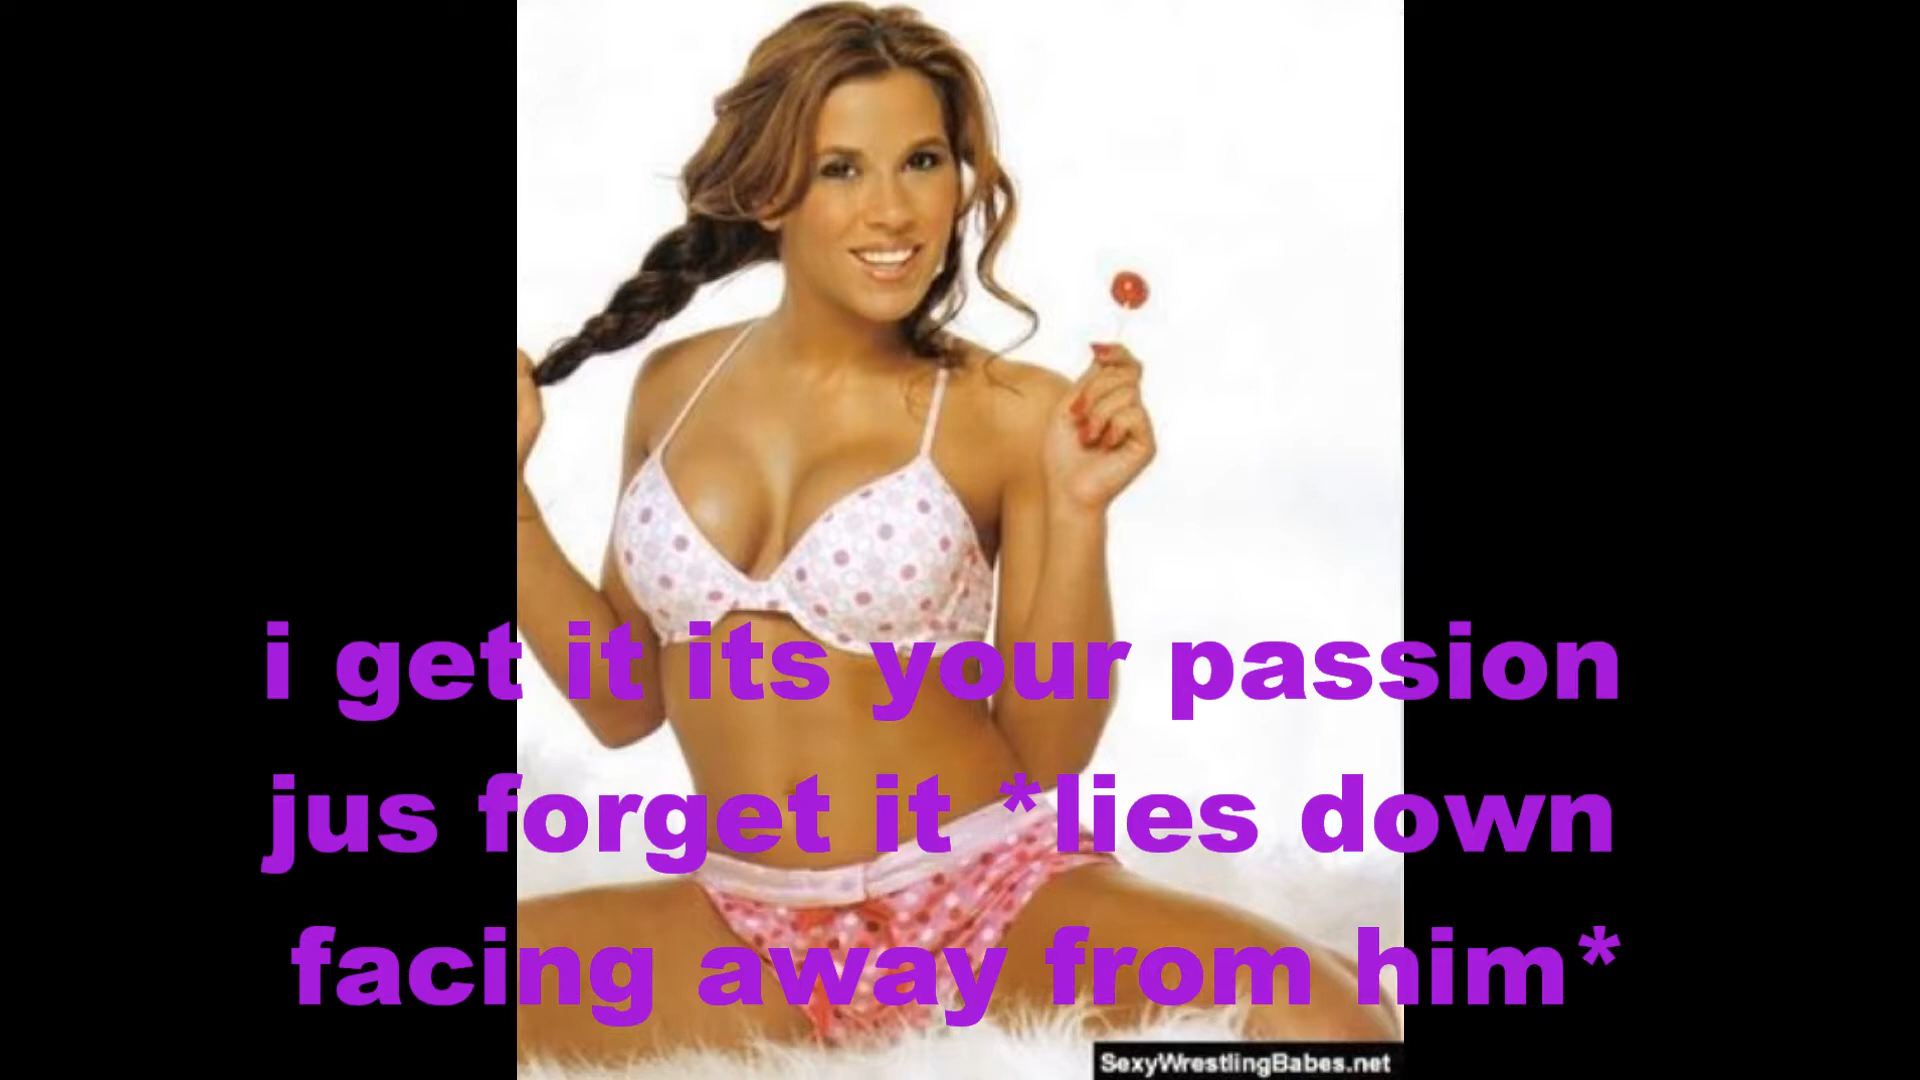 i get it its your passion
jus forget it *lies down
facing away from him*
SexyWrestlingBabes.net